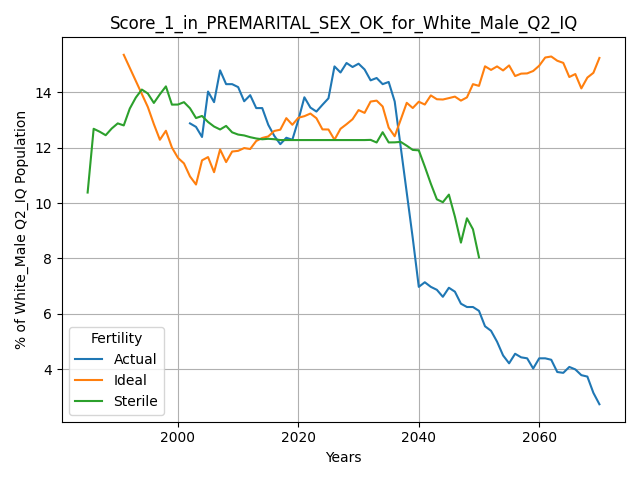 Score_1_in_PREMARITAL_SEX_OK_for_White_Male_Q2_IQ
% of White_Male Q2_IQ Population
14
12
10
8
6
4
Fertility
Actual
Ideal
Sterile
2000
2020
2040
2060
Years